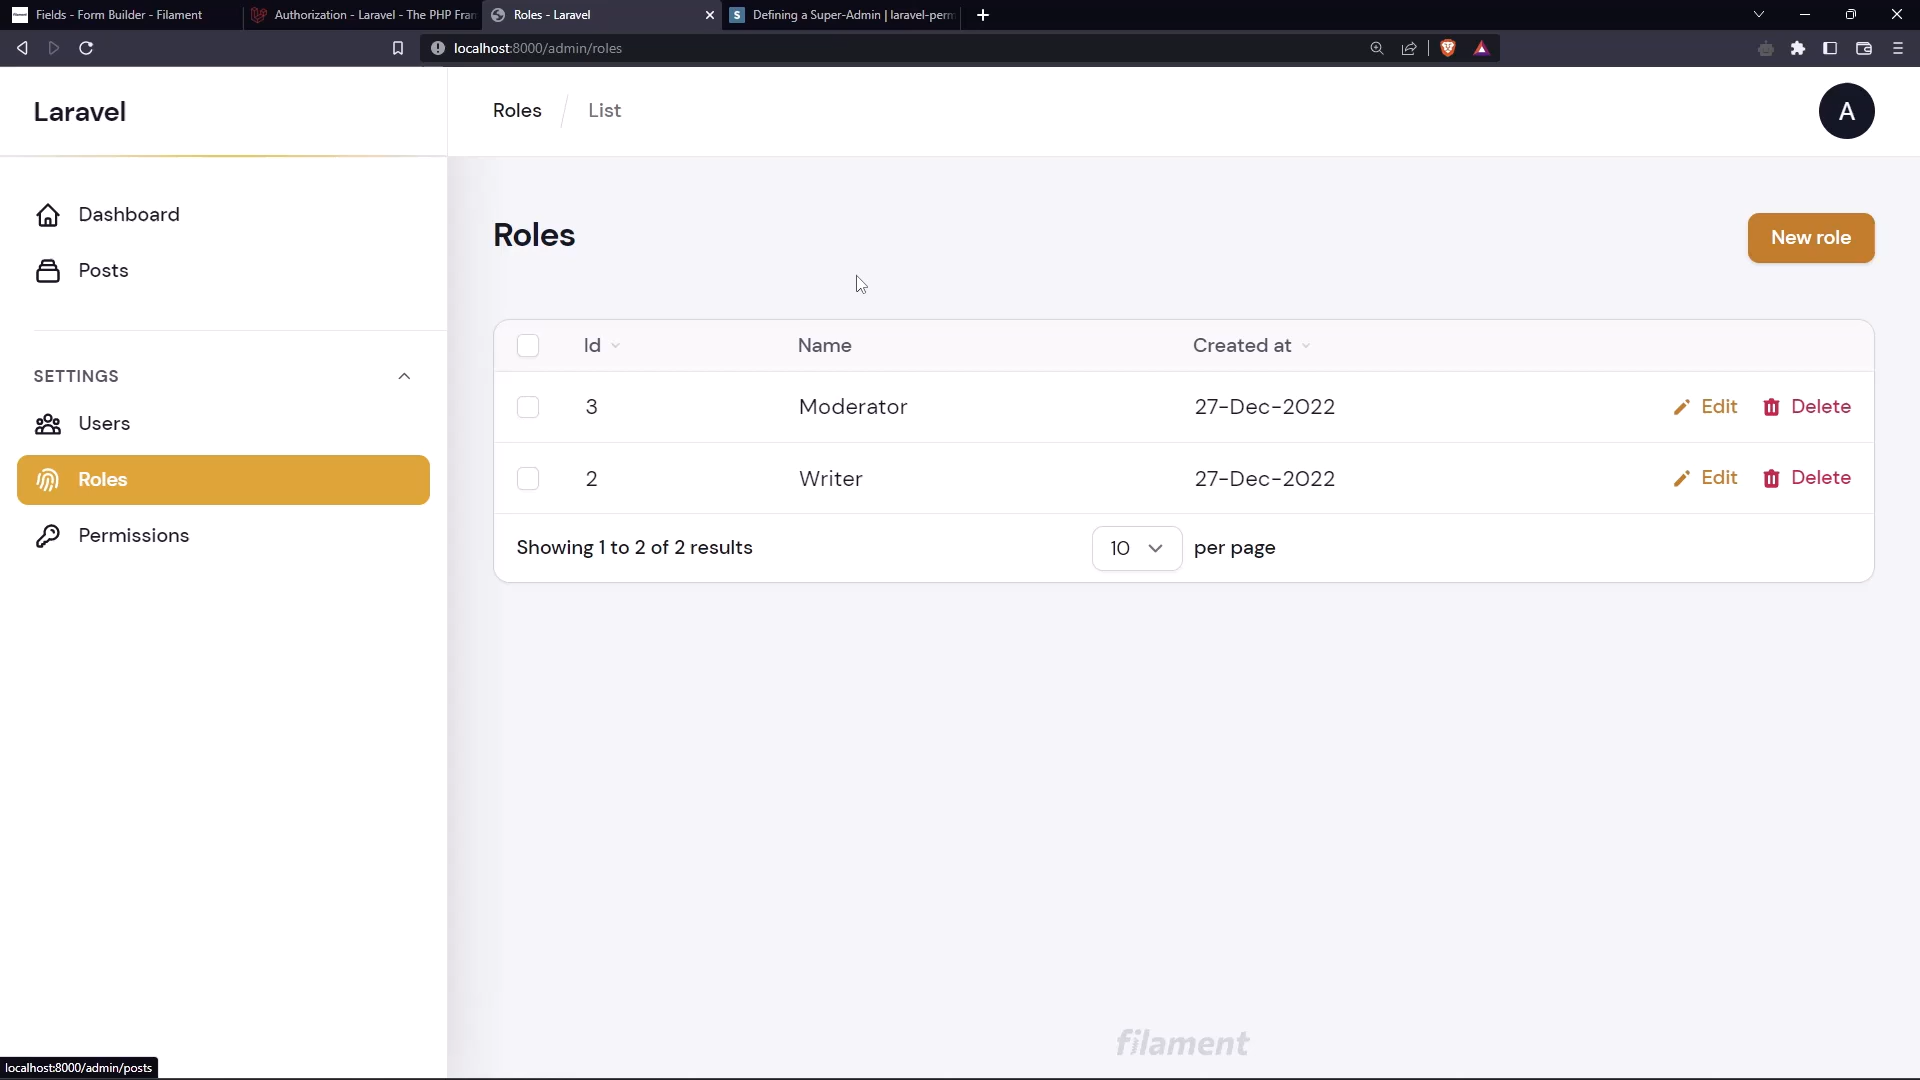 Fields - Form Builder - Filament
Authorization - Laravel - The PHP Fran
Roles - Laravel
Defining a Super-Admin | laravel-perm
localhost:8000/admin/roles
Laravel
Roles
List
A
Dashboard
Posts
SETTINGS
Users
Roles
Permissions
Roles
New role
Id
Name
Created at
3
Moderator
27-Dec-2022
Edit
Delete
2
Writer
27-Dec-2022
Edit
Delete
Showing 1 to 2 of 2 results
10
per page
filament
localhost:8000/admin/posts